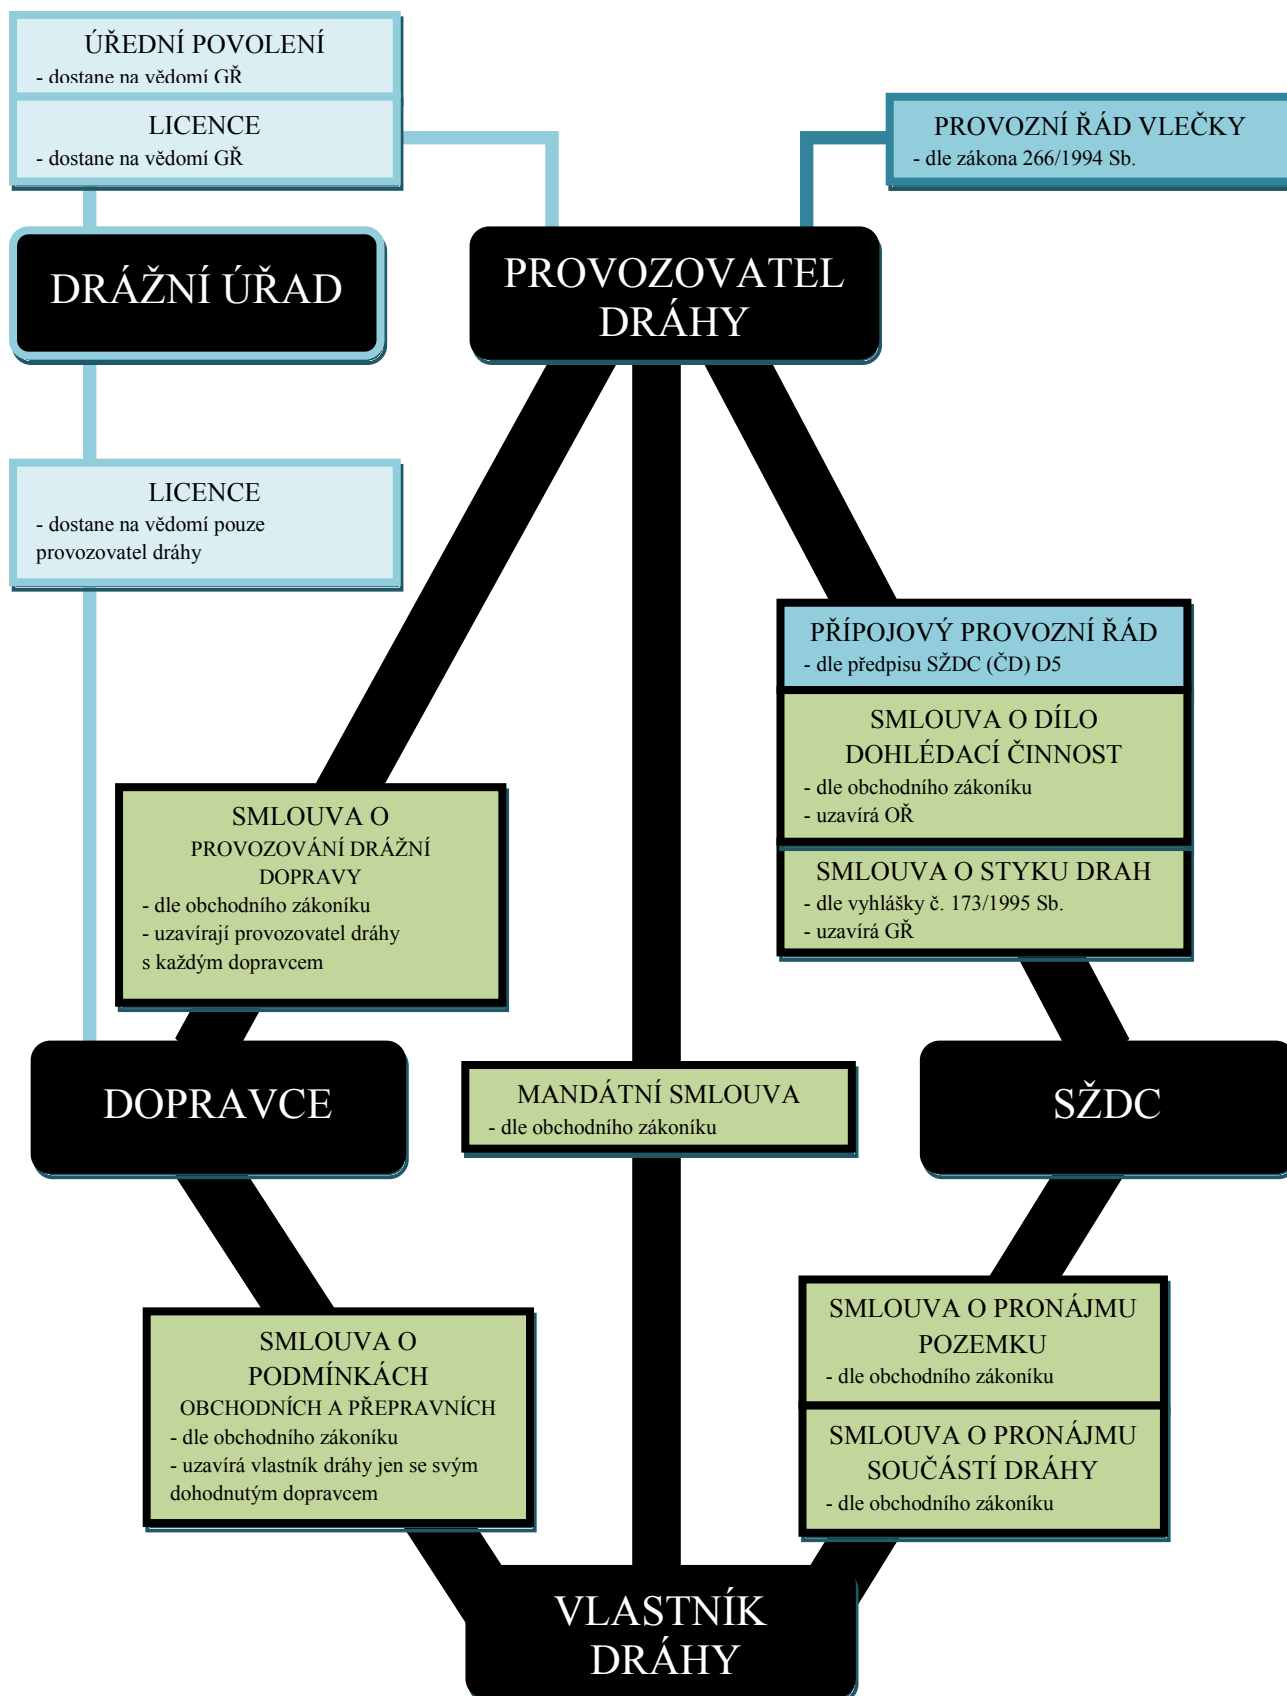 ÚŘEDNÍ POVOLENÍ
- dostane na vědomí GŘ
LICENCE
- dostane na vědomí GŘ
PROVOZNÍ ŘÁD VLEČKY
- dle zákona 266/1994 Sb.
DRÁŽNÍ ÚŘAD
PROVOZOVATEL
DRÁHY
LICENCE
- dostane na vědomí pouze
provozovatel dráhy
PŘÍPOJOVÝ PROVOZNÍ ŘÁD
- dle předpisu SŽDC (ČD) D5
SMLOUVA O DÍLO
DOHLÉDACÍ ČINNOST
- dle obchodního zákoníku
- uzavírá OŘ
SMLOUVA O STYKU DRAH
- dle vyhlášky č. 173/1995 Sb.
- uzavírá GŘ
SMLOUVA O
PROVOZOVÁNÍ DRÁŽNÍ
DOPRAVY
- dle obchodního zákoníku
- uzavírají provozovatel dráhy
s každým dopravcem
DOPRAVCE
MANDÁTNÍ SMLOUVA
- dle obchodního zákoníku
SŽDC
SMLOUVA O
PODMÍNKÁCH
OBCHODNÍCH A PŘEPRAVNÍCH
- dle obchodního zákoníku
- uzavírá vlastník dráhy jen se svým
dohodnutým dopravcem
SMLOUVA O PRONÁJMU
POZEMKU
- dle obchodního zákoníku
SMLOUVA O PRONÁJMU
SOUČÁSTÍ DRÁHY
- dle obchodního zákoníku
VLASTNÍK
DRÁHY